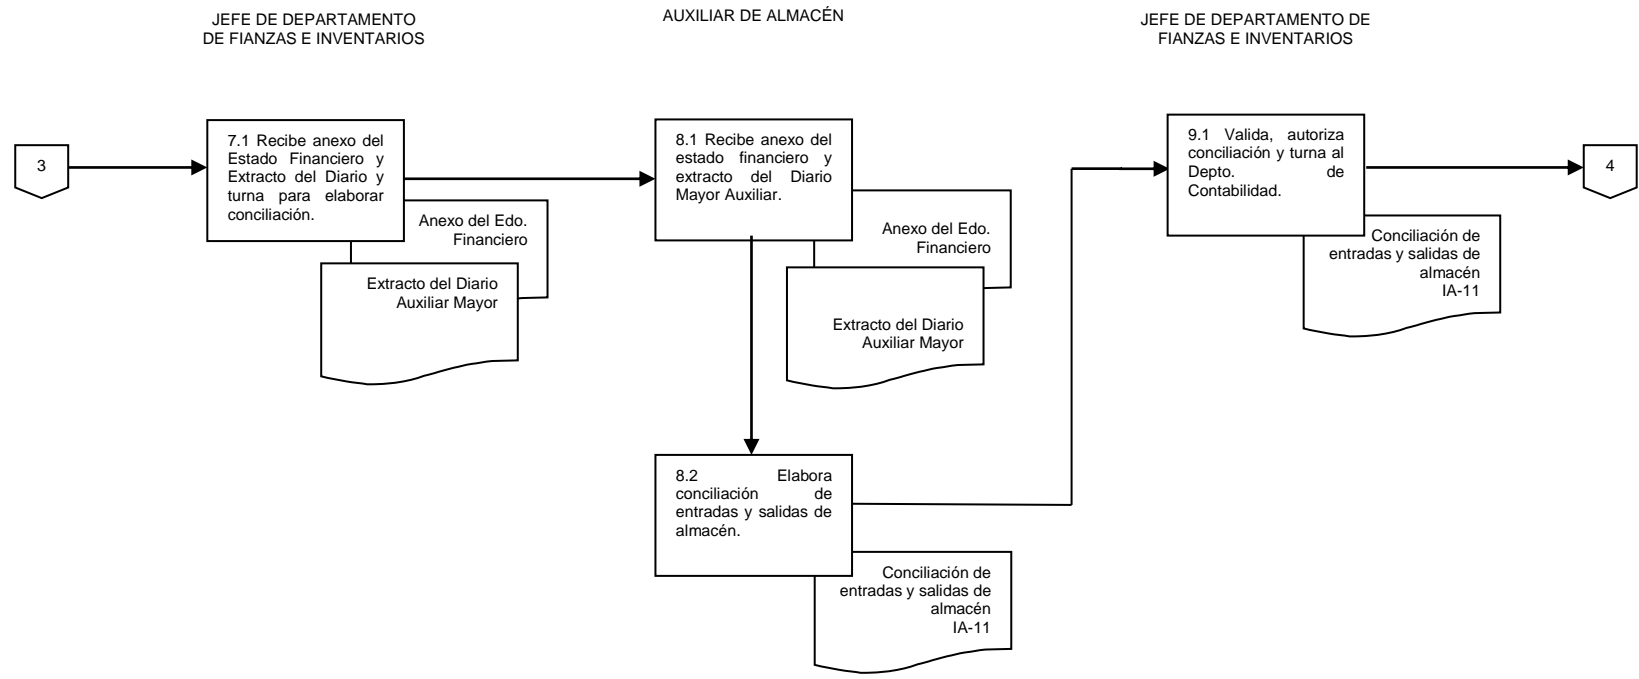 JEFE DE DEPARTAMENTO
DE FIANZAS E INVENTARIOS
AUXILIAR DE ALMACÉN
JEFE DE DEPARTAMENTO DE
FIANZAS E INVENTARIOS
3
7.1 Recibe anexo del
Estado Financiero y
Extracto del Diario y
turna para elaborar
conciliación.
Anexo del Edo.
Financiero
Extracto del Diario
Auxiliar Mayor
8.1 Recibe anexo del
estado financiero y
extracto del Diario
Mayor Auxiliar.
Anexo del Edo.
Financiero
Extracto del Diario
Auxiliar Mayor
8.2 Elabora
conciliación de
entradas y salidas de
almacén.
Conciliación de
entradas y salidas de
almacén
IA-11
9.1 Valida, autoriza
conciliación y turna al
Depto. de
Contabilidad.
Conciliación de
entradas y salidas de
almacén
IA-11
4